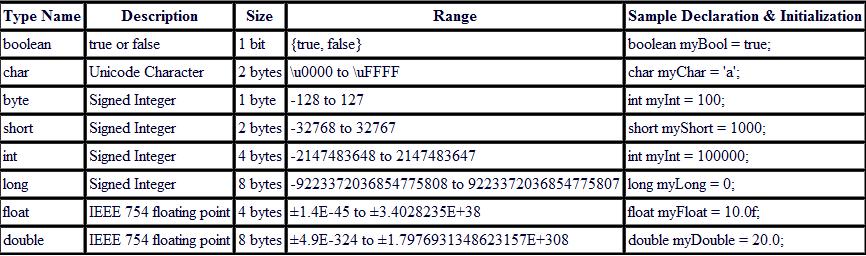 Type Name Description Size Range Sample Declaration & Initialization
boolean true or false 1 bit {true, false} boolean myBool = true;
char Unicode Character 2 bytes \u0000 to \uFFFF char myChar = 'a';
byte Signed Integer 1 byte -128 to 127 int myInt = 100;
short Signed Integer 2 bytes -32768 to 32767 short myShort = 1000;
int Signed Integer 4 bytes -2147483648 to 2147483647 int myInt = 100000;
long Signed Integer 8 bytes -9223372036854775808 to 9223372036854775807 long myLong = 0;
float IEEE 754 floating point 4 bytes ±1.4E-45 to ±3.4028235E+38 float myFloat = 10.0f;
double IEEE 754 floating point 8 bytes ±4.9E-324 to ±1.7976931348623157E+308 double myDouble = 20.0;